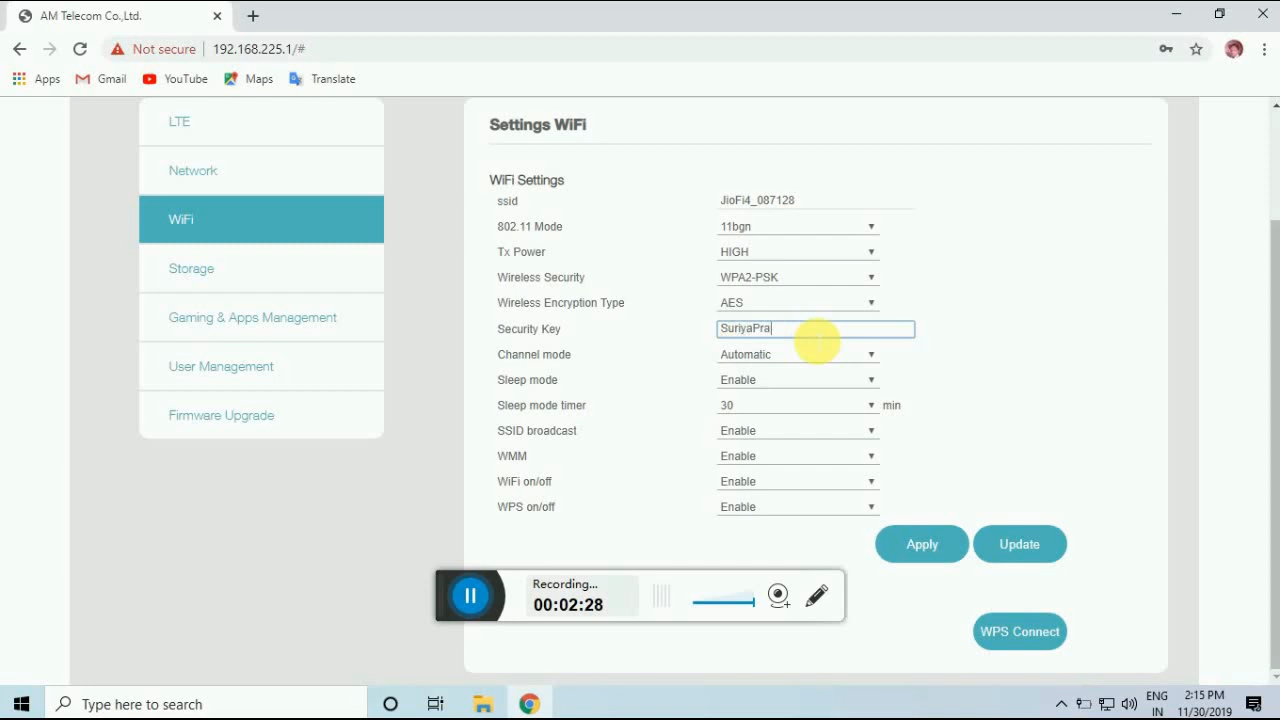 AM Telecom Co.,Ltd.
Not secure
192.168.225.1/#
Apps
Gmail
YouTube
Maps
Translate
LTE
Network
WiFi
Storage
Gaming & Apps Management
User Management
Firmware Upgrade
Settings WiFi
WiFi Settings
ssid JioFi4_087128
802.11 Mode 11bgn
Tx Power HIGH
Wireless Security WPA2-PSK
Wireless Encryption Type AES
Security Key SuriyaPra
Channel mode Automatic
Sleep mode Enable
Sleep mode timer 30 min
SSID broadcast Enable
WMM Enable
WiFi on/off Enable
WPS on/off Enable
Apply
Update
Recording...
00:02:28
WPS Connect
Type here to search
ENG
IN
2:15 PM
11/30/2019